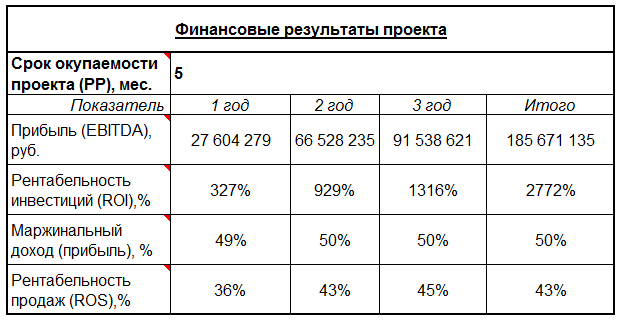 Финансовые результаты проекта
Срок окупаемости
проекта (PP), мес.
5
Показатель 1 год 2 год 3 год Итого
Прибыль (EBITDA),
руб.
27 604 279 66 528 235 91 538 621 185 671 135
Рентабельность
инвестиций (ROI),%
327% 929% 1316% 2772%
Маржинальный
доход (прибыль), %
49% 50% 50% 50%
Рентабельность
продаж (ROS),%
36% 43% 45% 43%